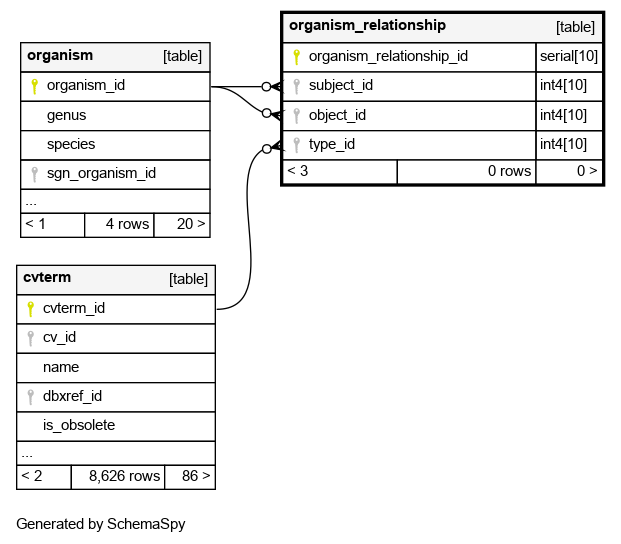 organism [table]
organism_id
genus
species
sgn_organism_id
...
< 1 4 rows 20 >
organism_relationship [table]
organism_relationship_id serial[10]
subject_id int4[10]
object_id int4[10]
type_id int4[10]
< 3 0 rows 0 >
cvterm [table]
cvterm_id
cv_id
name
dbxref_id
is_obsolete
...
< 2 8,626 rows 86 >
Generated by SchemaSpy